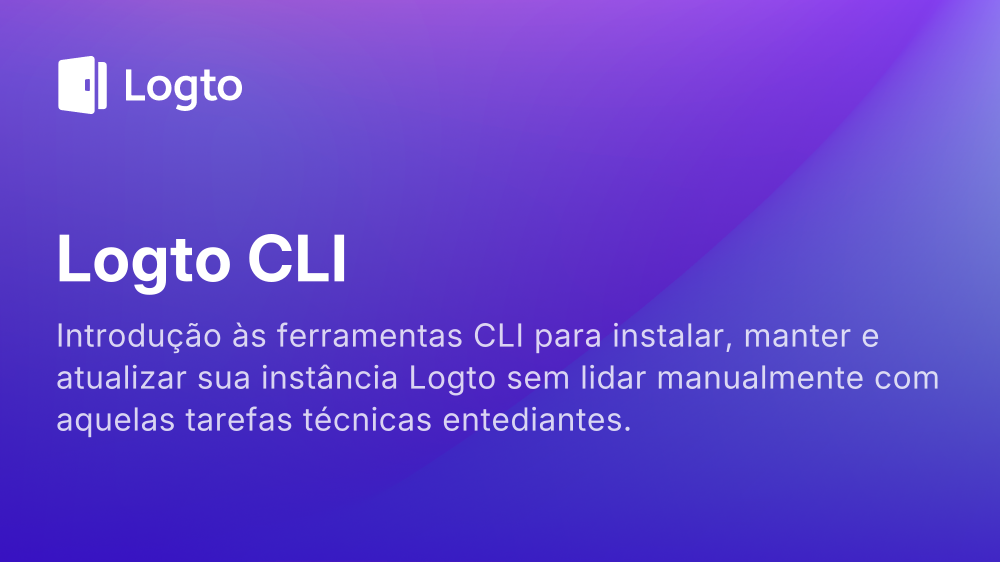 Logto
Logto CLI
Introdução às ferramentas CLI para instalar, manter e
atualizar sua instância Logto sem lidar manualmente com
aquelas tarefas técnicas entediantes.